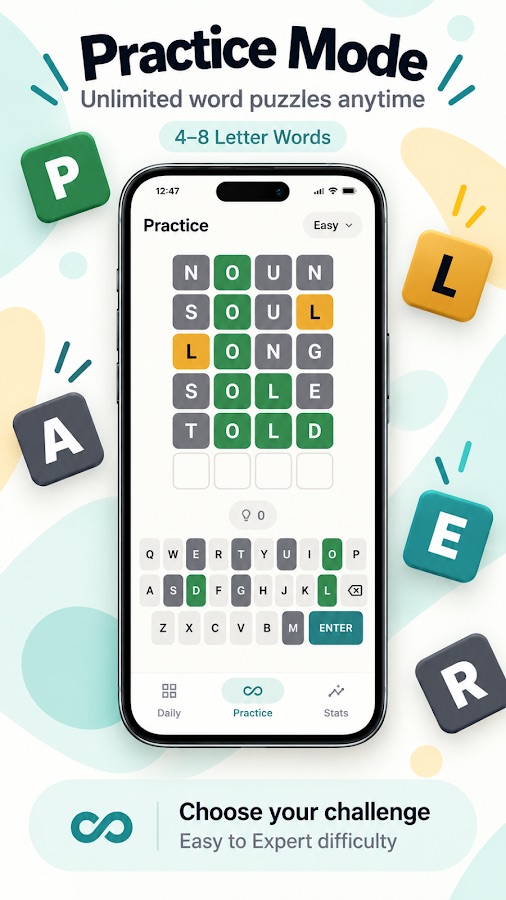 Practice Mode
Unlimited word puzzles anytime
4–8 Letter Words
P
12:47
Practice
Easy
L
N O U N
S O U L
L O N G
S O L E
T O L D
A
0
E
Q W E R T Y U I O P
A S D F G H J K L
Z X C V B M ENTER
R
Daily
Practice
Stats
Choose your challenge
Easy to Expert difficulty